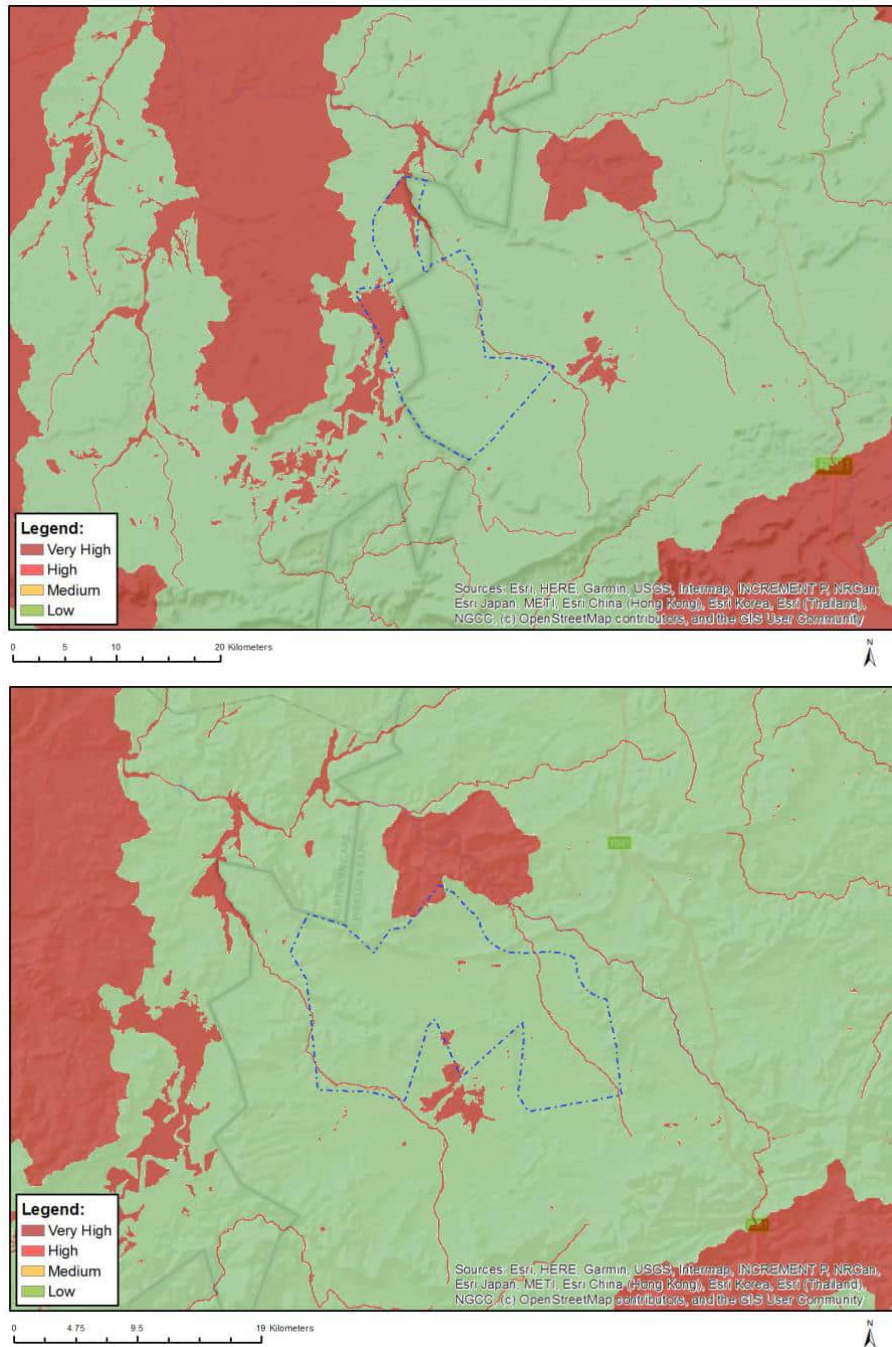 Legend:
Very High
High
Medium
Low
Sources: Esri, HERE, Garmin, USGS, Intermap, INCREMENT P, NRCan,
Esri Japan, METI, Esri China (Hong Kong), Esri Korea, Esri (Thailand),
NGCC, (c) OpenStreetMap contributors, and the GIS User Community
0 5 10 20 Kilometers
N
Legend:
Very High
High
Medium
Low
Sources: Esri, HERE, Garmin, USGS, Intermap, INCREMENT P, NRCan,
Esri Japan, METI, Esri China (Hong Kong), Esri Korea, Esri (Thailand),
NGCC, (c) OpenStreetMap contributors, and the GIS User Community
0 4.75 9.5 19 Kilometers
N